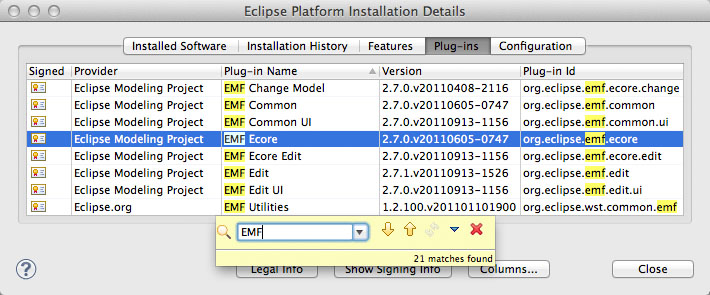 Eclipse Platform Installation Details
Installed Software Installation History Features Plug-ins Configuration
Signed Provider Plug-in Name Version Plug-in Id
Eclipse Modeling Project EMF Change Model 2.7.0.v20110408-2116 org.eclipse.emf.ecore.change
Eclipse Modeling Project EMF Common 2.7.0.v20110605-0747 org.eclipse.emf.common
Eclipse Modeling Project EMF Common UI 2.7.0.v20110913-1156 org.eclipse.emf.common.ui
Eclipse Modeling Project EMF Ecore 2.7.0.v20110605-0747 org.eclipse.emf.ecore
Eclipse Modeling Project EMF Ecore Edit 2.7.0.v20110913-1156 org.eclipse.emf.ecore.edit
Eclipse Modeling Project EMF Edit 2.7.1.v20110913-1526 org.eclipse.emf.edit
Eclipse Modeling Project EMF Edit UI 2.7.0.v20110913-1156 org.eclipse.emf.edit.ui
Eclipse.org EMF Utilities 1.2.100.v201101101900 org.eclipse.wst.common.emf
EMF
21 matches found
? Legal Info Show Signing Info Columns... Close